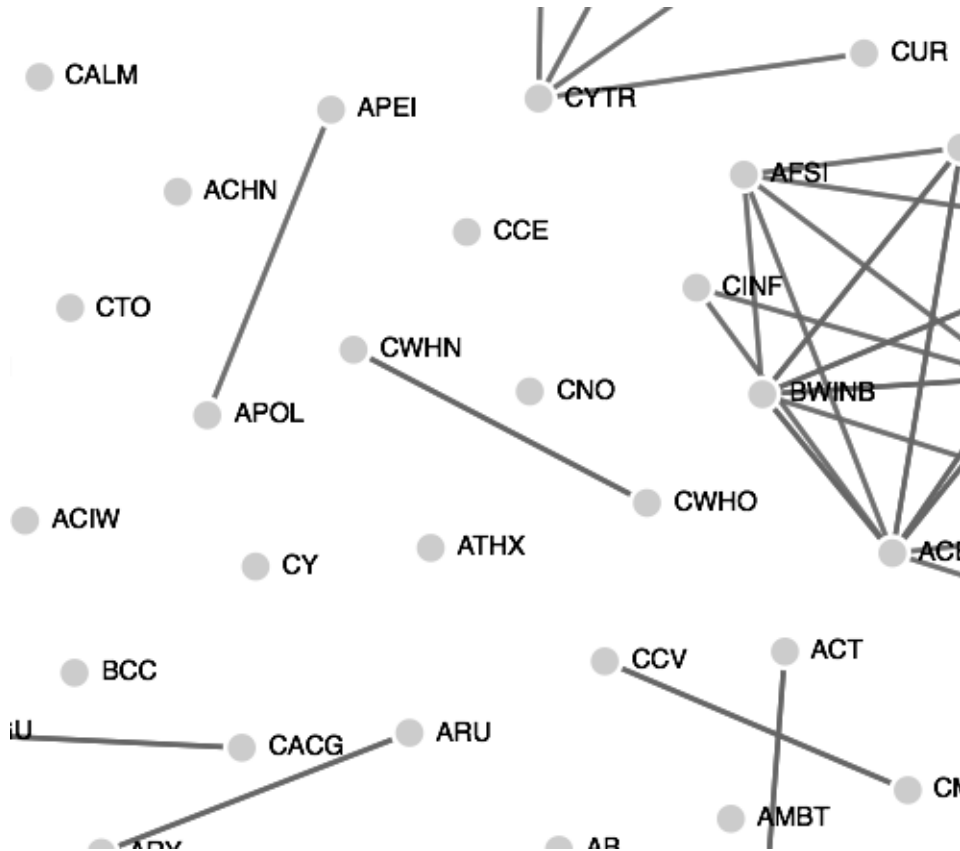 CUR
CALM
CYTR
APEI
AFSI
ACHN
CCE
CINF
CTO
CWHN
CNO
BWINB
APOL
CWHO
ACIW
ATHX
CY
ACT
CCV
BCC
ARU
CACG
AMBT
AB